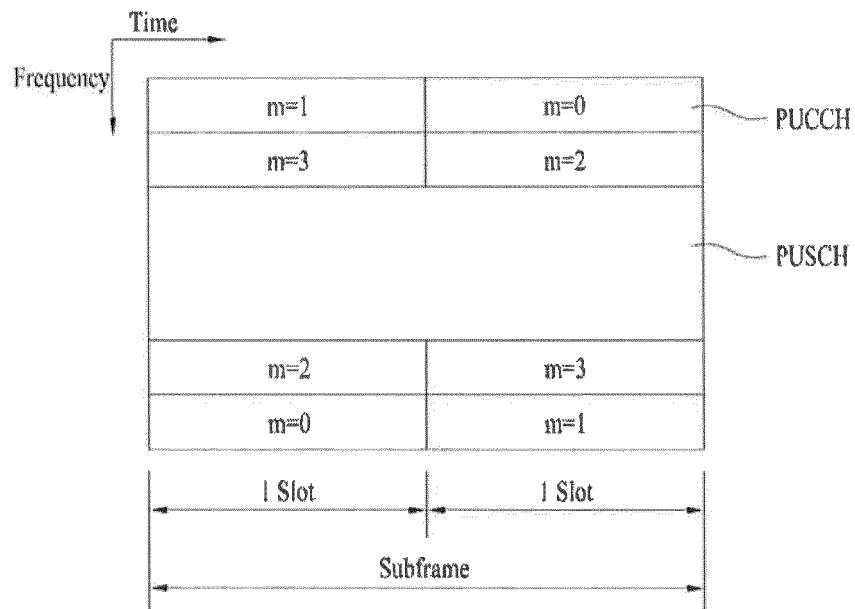 Time
Frequency
m=1
m=0
PUCCH
m=3
m=2
PUSCH
m=2
m=3
m=0
m=1
1 Slot
1 Slot
Subframe